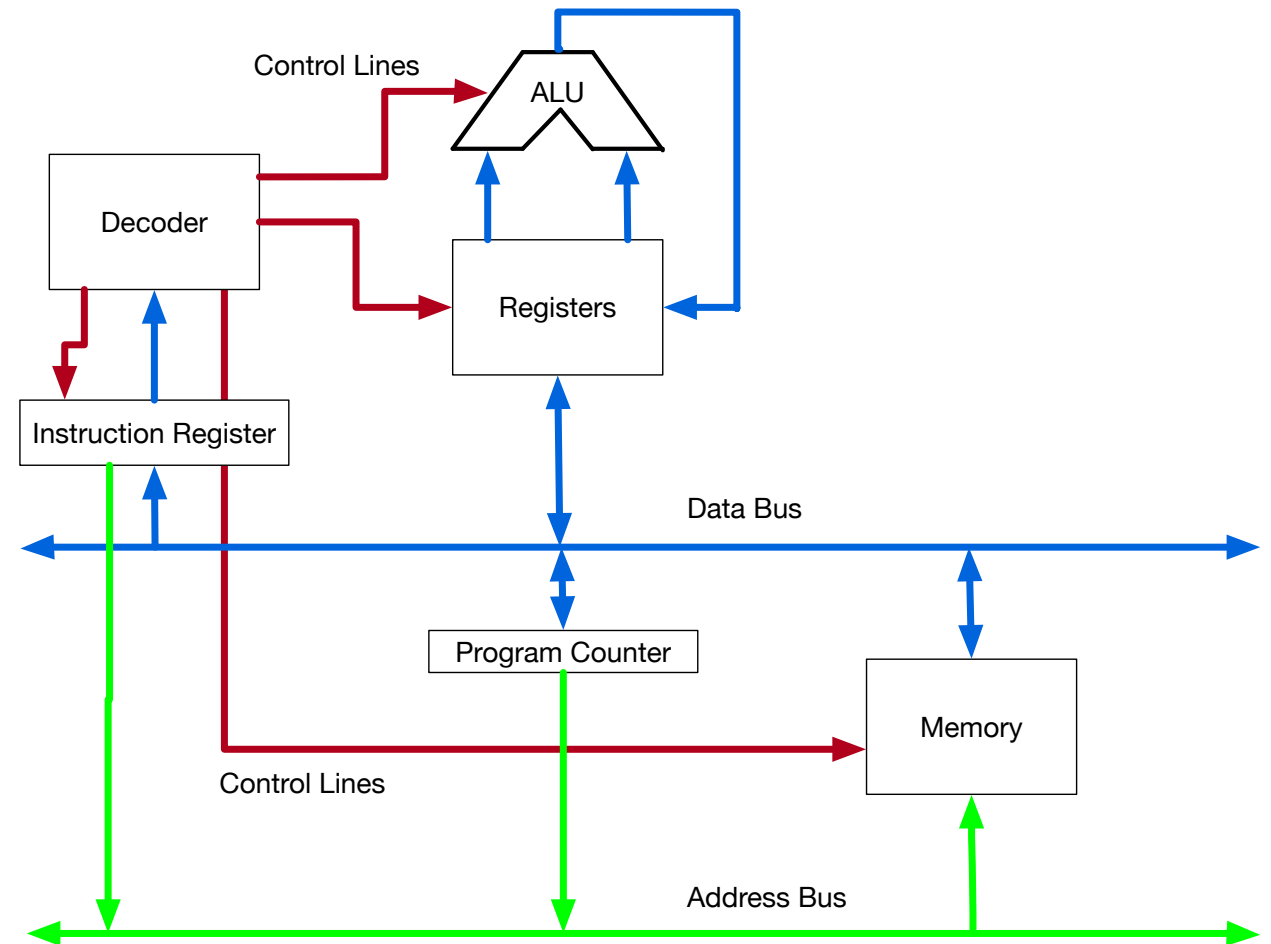 Control Lines
ALU
Decoder
Registers
Instruction Register
Data Bus
Program Counter
Memory
Control Lines
Address Bus